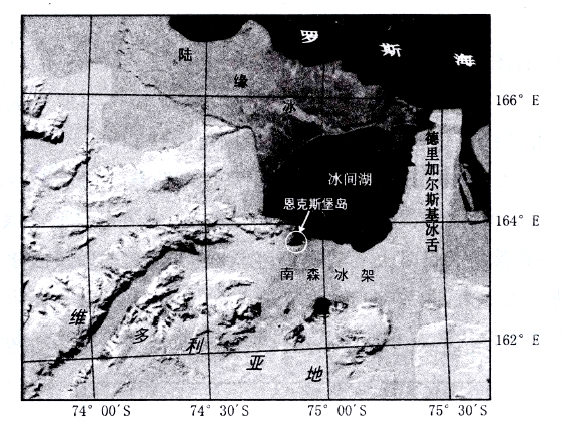 罗斯海
陆缘冰
166° E
冰间湖
德里加尔斯基冰舌
恩克斯堡岛
164° E
南森冰架
维多利亚地
162° E
74° 00′S 74° 30′S 75° 00′S 75° 30′S